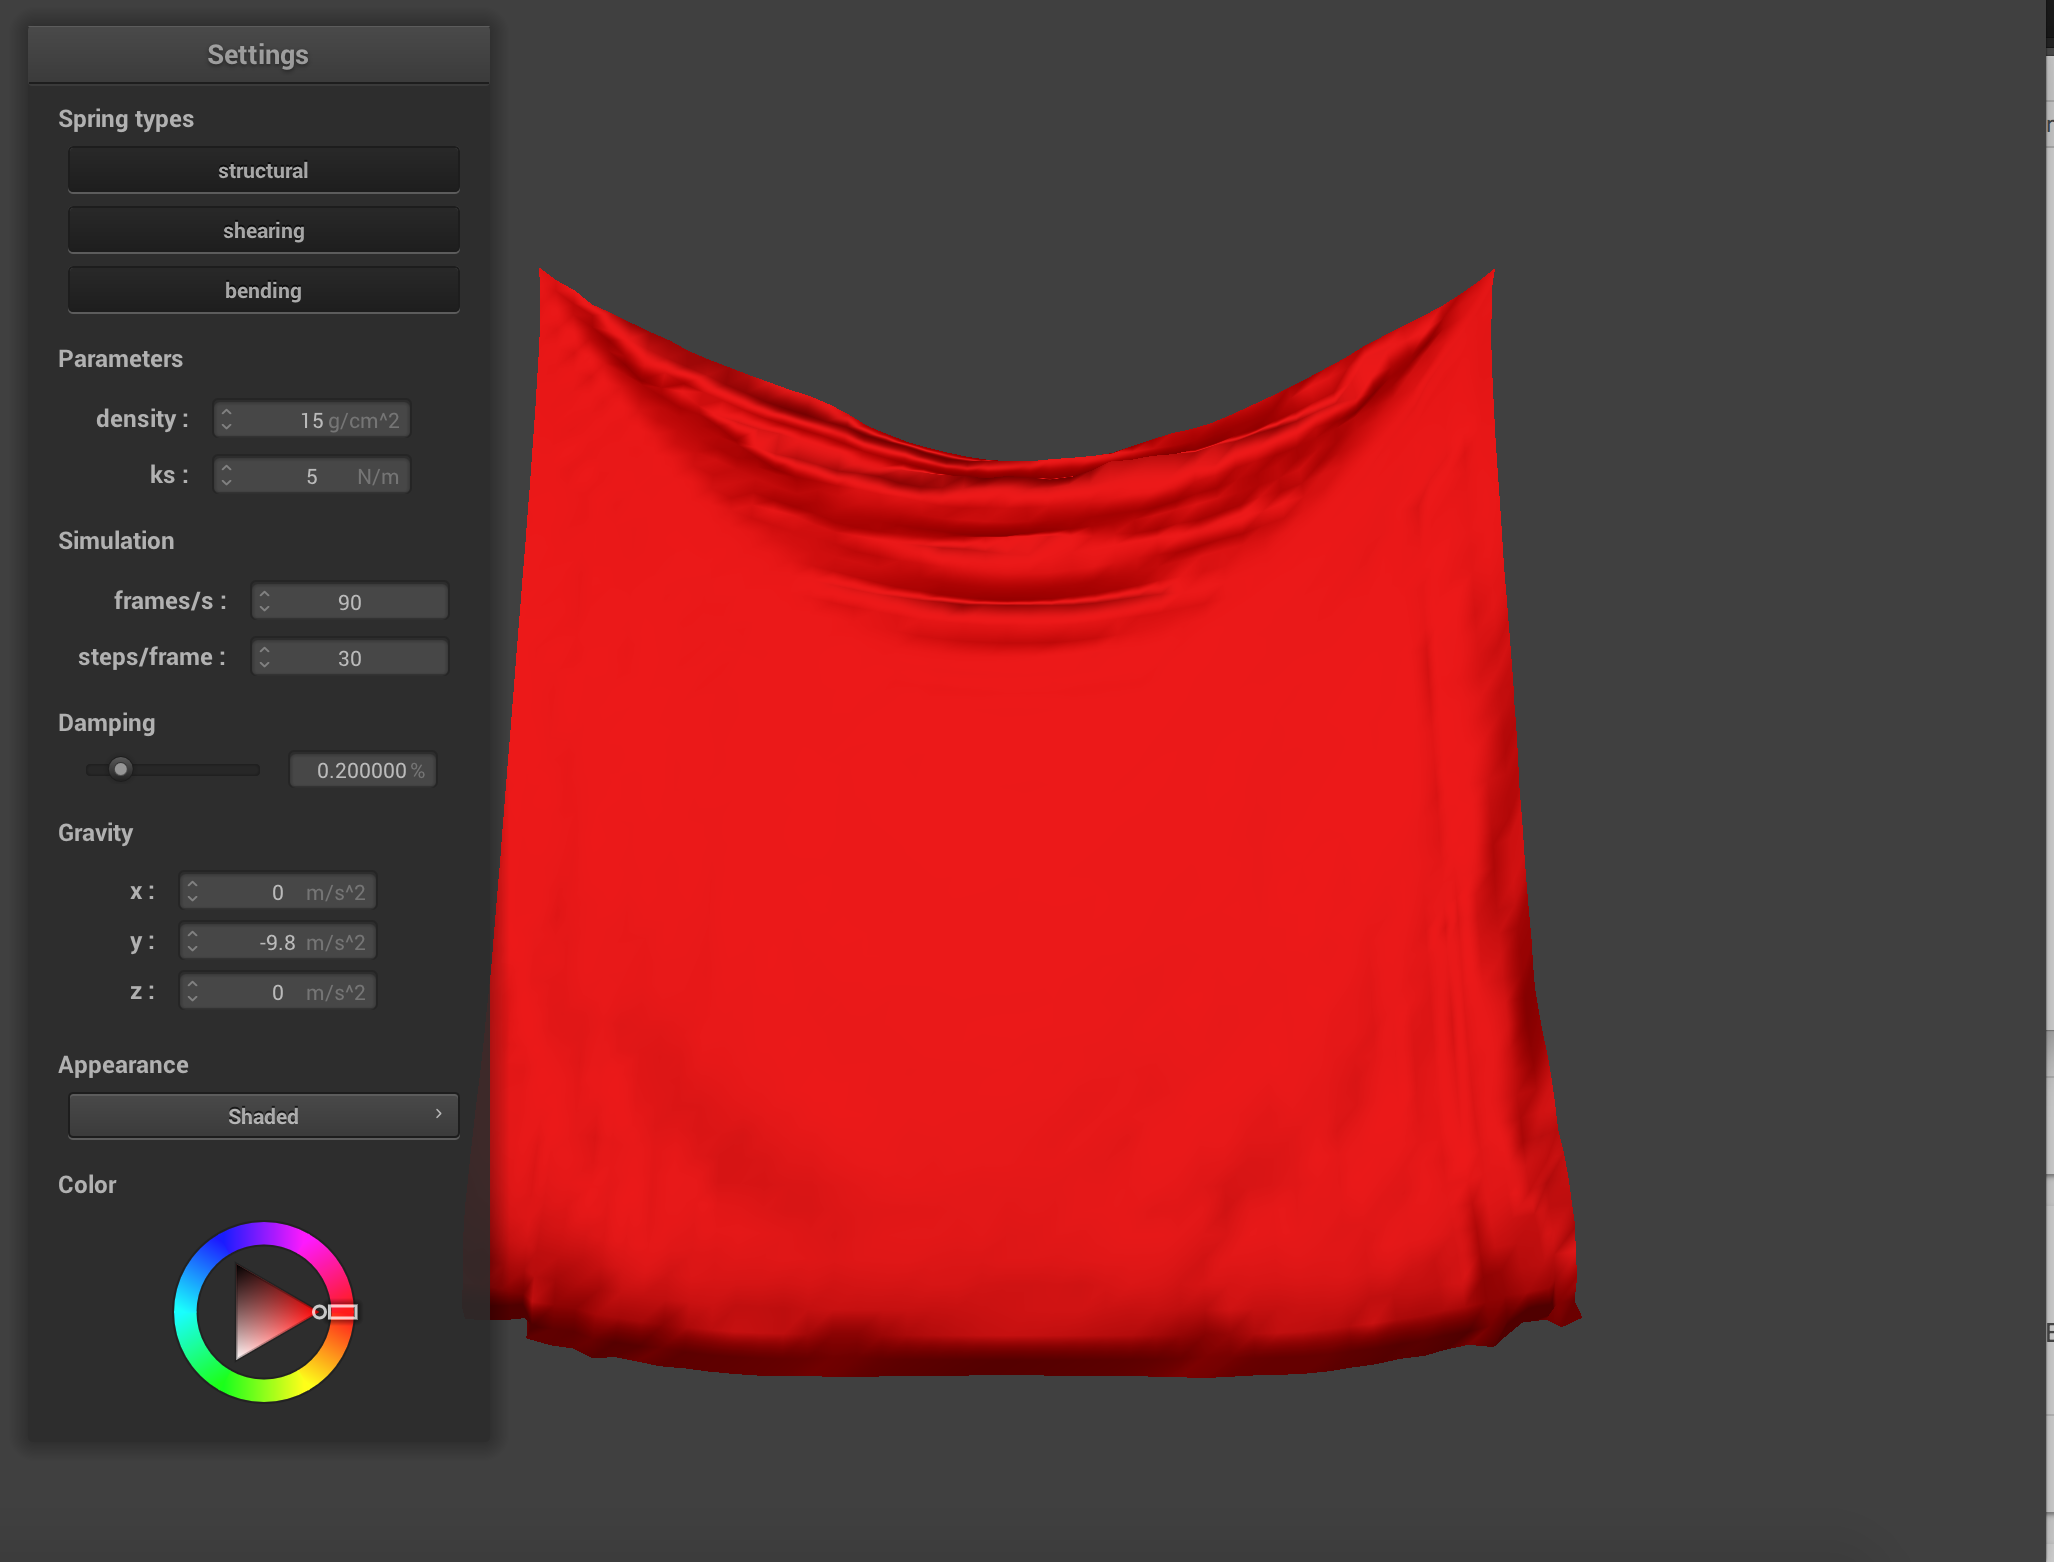 Settings
Spring types
structural
shearing
bending
Parameters
density : 15 g/cm^2
ks : 5 N/m
Simulation
frames/s : 90
steps/frame : 30
Damping
0.200000 %
Gravity
x : 0 m/s^2
y : -9.8 m/s^2
z : 0 m/s^2
Appearance
Shaded
Color